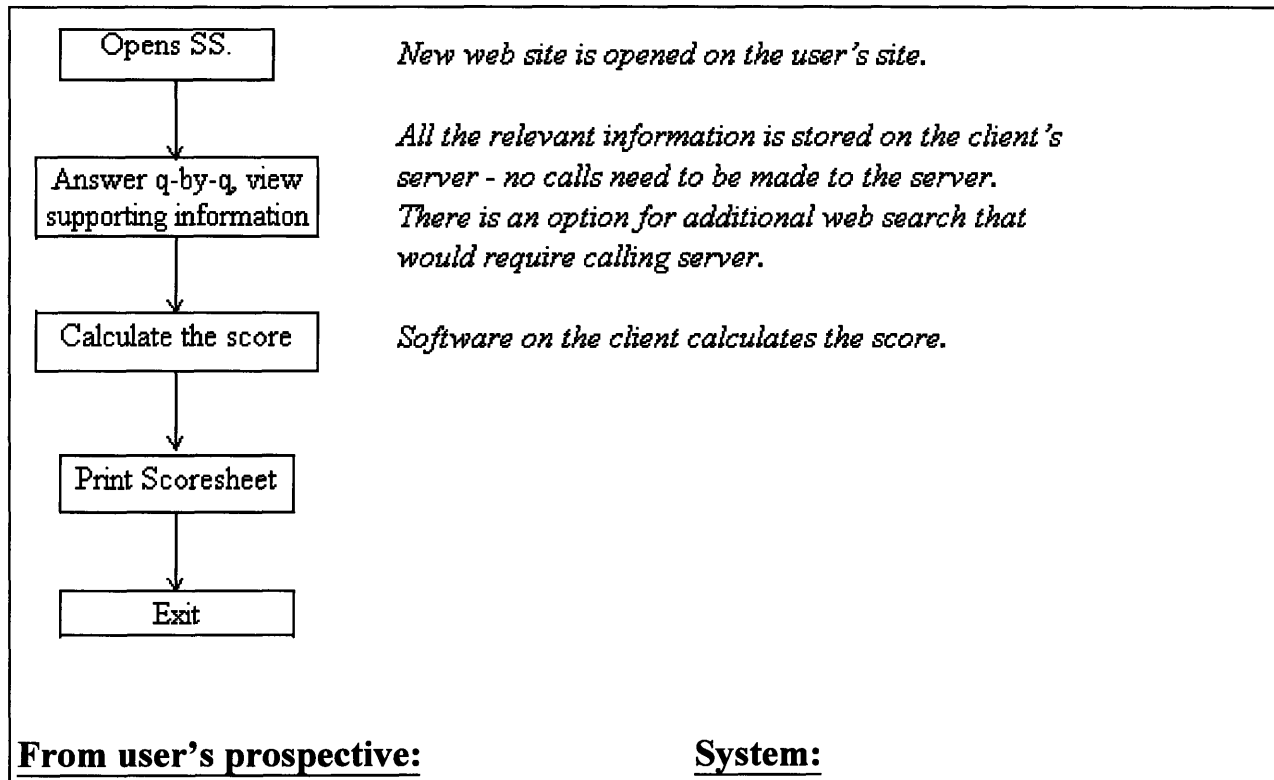 Opens SS.
New web site is opened on the user's site.
All the relevant information is stored on the client's
server - no calls need to be made to the server.
There is an option for additional web search that
would require calling server.
Answer q-by-q, view
supporting information
Calculate the score
Software on the client calculates the score.
Print Scoresheet
Exit
From user's prospective:
System: